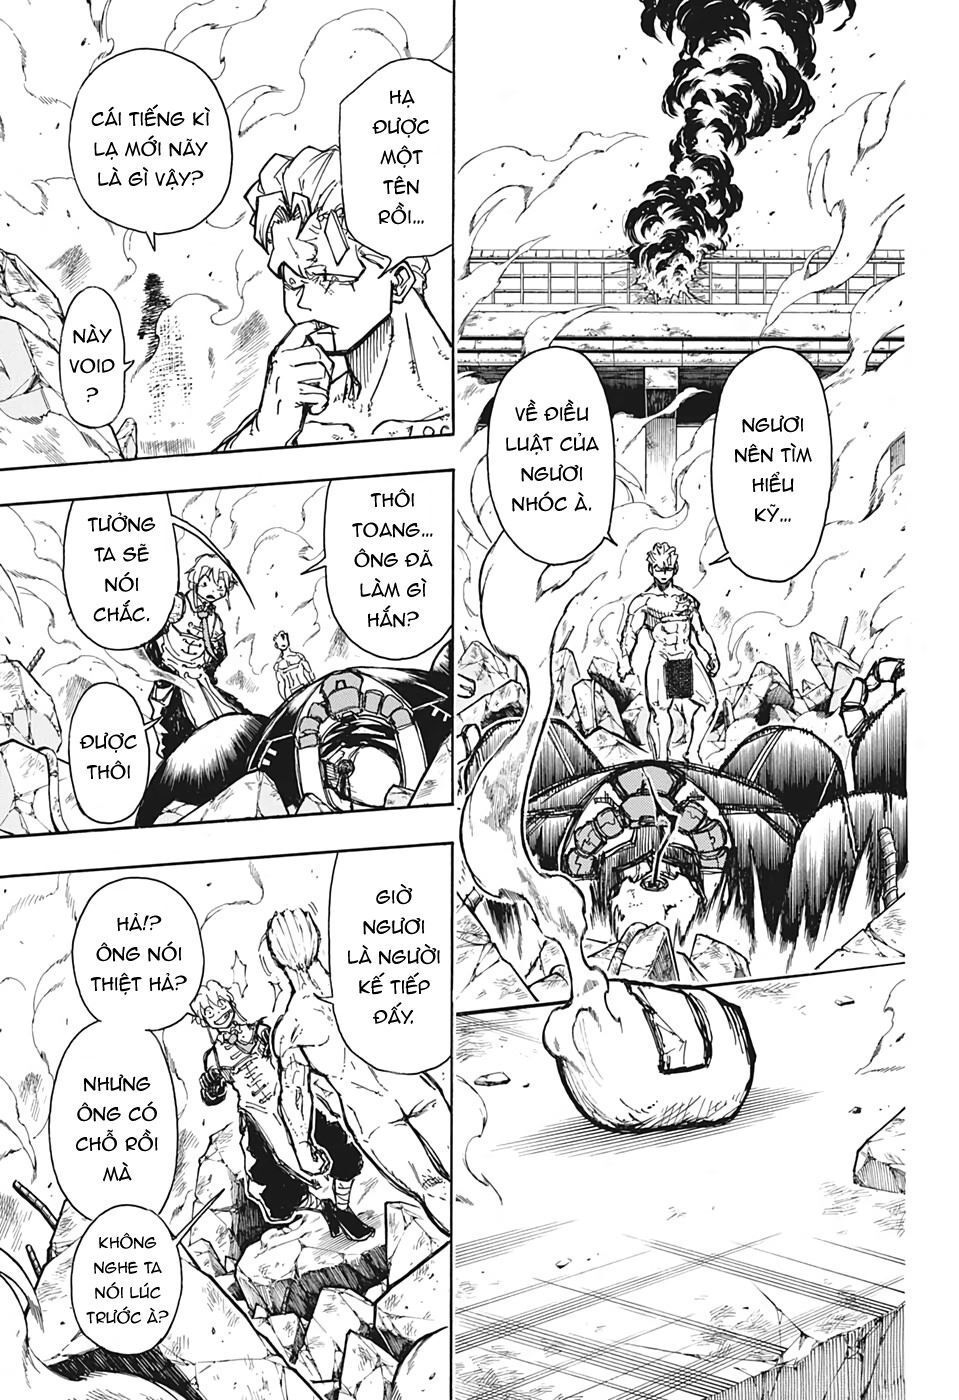 NGƯƠI
NÊN TÌM
HIỂU
KỸ...
VỀ ĐIỀU
LUẬT CỦA
NGƯƠI
NHÓC À.
HẠ
ĐƯỢC
MỘT
TÊN
RỒI...
CÁI TIẾNG KÌ
LẠ MỚI NÃY
LÀ GÌ VẬY?
NÀY
VOID
?
106
THÔI
TOANG...
ÔNG ĐÃ
LÀM GÌ
HẮN?
TƯỞNG
TA SẼ
NÓI
CHẮC.
ĐƯỢC
THÔI
GIỜ
NGƯƠI
LÀ NGƯỜI
KẾ TIẾP
ĐẤY.
HẢ!?
ÔNG NÓI
THIỆT HẢ?
NHƯNG
ÔNG CÓ
CHỖ RỒI
MÀ
KHÔNG
NGHE TA
NÓI LÚC
TRƯỚC À?